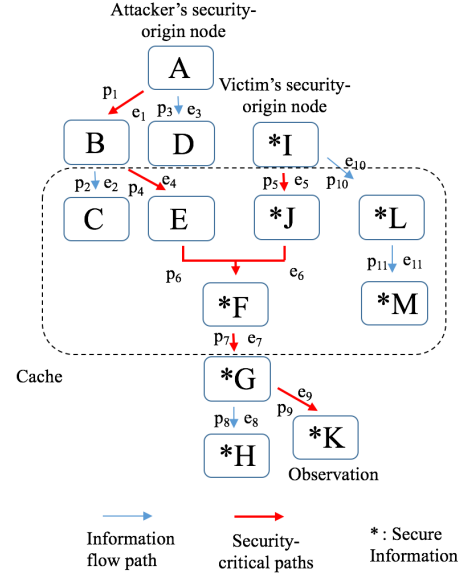 Attacker's security-
origin node
A
Victim's security-
origin node
p1 e1 p3 e3
B D *I
e10
p2 e2 p4 e4 p5 e5 p10
C E *J *L
p6 e6 p11 e11
*F *M
p7 e7
Cache
*G
e9
p8 e8 p9
*H *K
Observation
Information
flow path
Security-
critical paths
* : Secure
Information